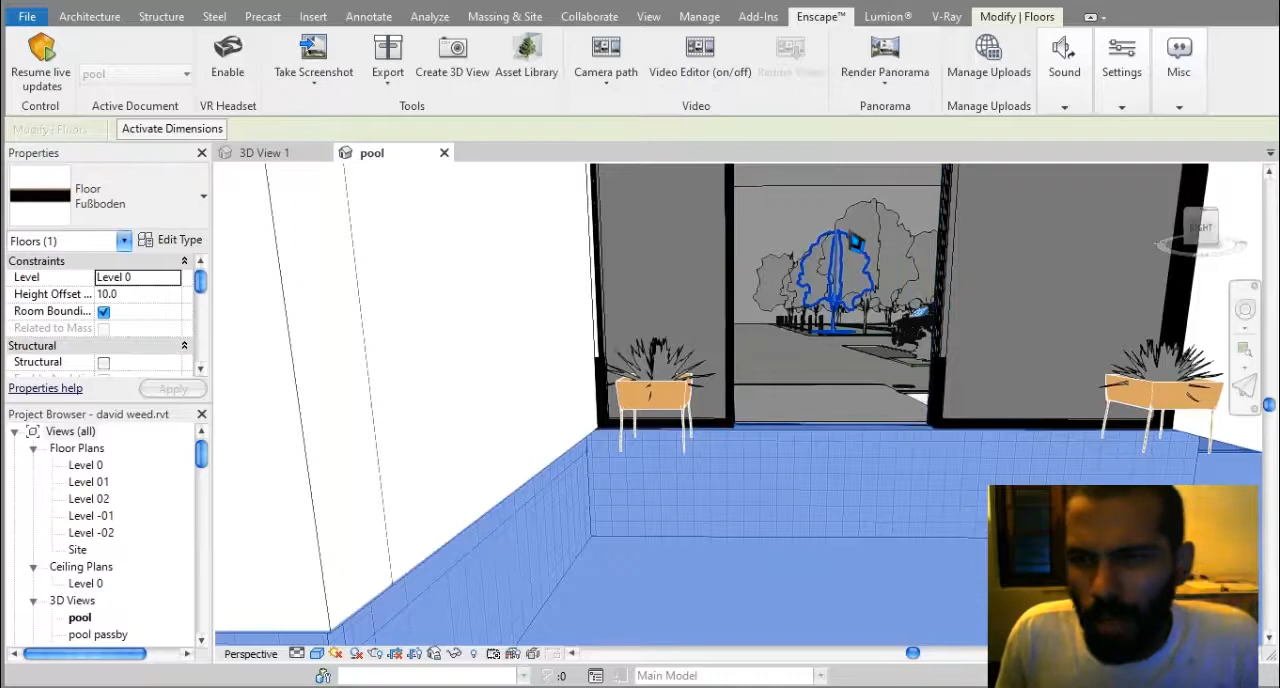 File Architecture Structure Steel Precast Insert Annotate Analyze Massing & Site Collaborate View Manage Add-Ins Enscape™ Lumion® V-Ray Modify | Floors
Resume live updates
pool
Enable
Take Screenshot
Export
Create 3D View
Asset Library
Camera path
Video Editor (on/off)
Render Panorama
Manage Uploads
Sound
Settings
Misc
Control Active Document VR Headset Tools Video Panorama Manage Uploads
Modify | Floors Activate Dimensions
Properties
3D View 1
pool
Floor
Fußboden
Floors (1)
Edit Type
Constraints
Level Level 0
Height Offset ... 10.0
Room Boundi...
Related to Mass
Structural
Structural
Properties help
Apply
Project Browser - david weed.rvt
Views (all)
Floor Plans
Level 0
Level 01
Level 02
Level -01
Level -02
Site
Ceiling Plans
Level 0
3D Views
pool
pool passby
RIGHT
Perspective
:0
Main Model